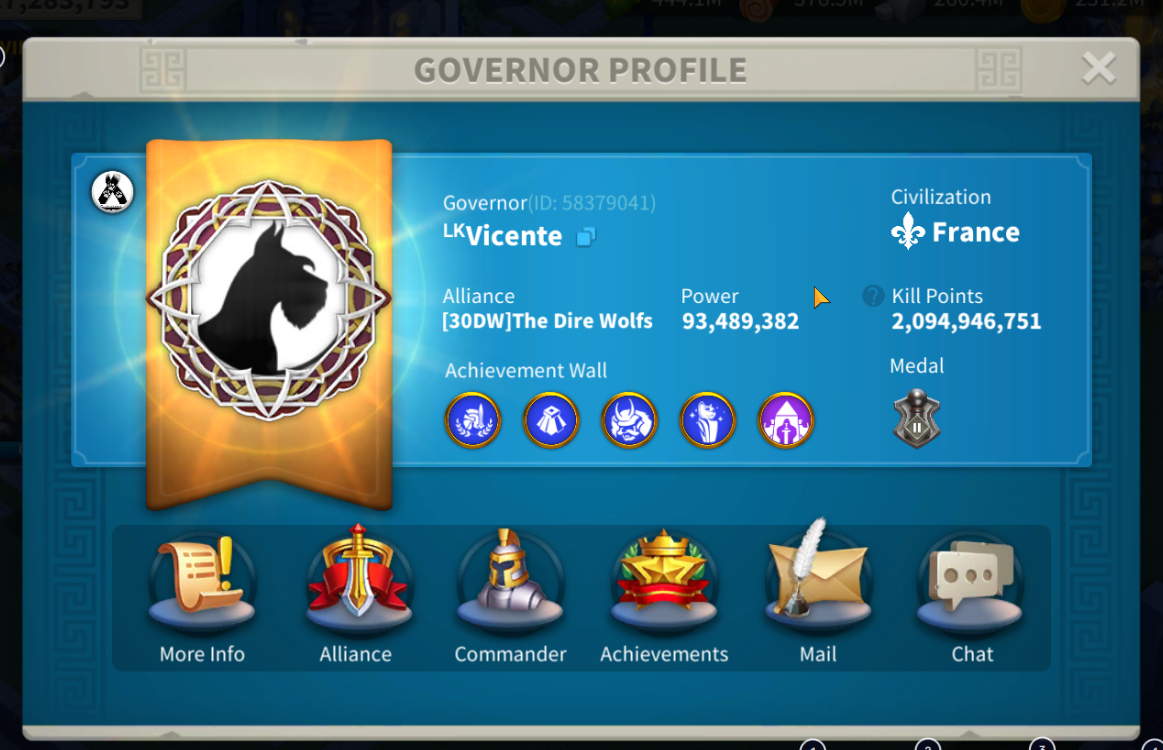 GOVERNOR PROFILE
Governor(ID: 58379041)
ᴸᴷVicente
Civilization
France
Alliance
[30DW]The Dire Wolfs
Power
93,489,382
? Kill Points
2,094,946,751
Achievement Wall
Medal
II
More Info
Alliance
Commander
Achievements
Mail
Chat